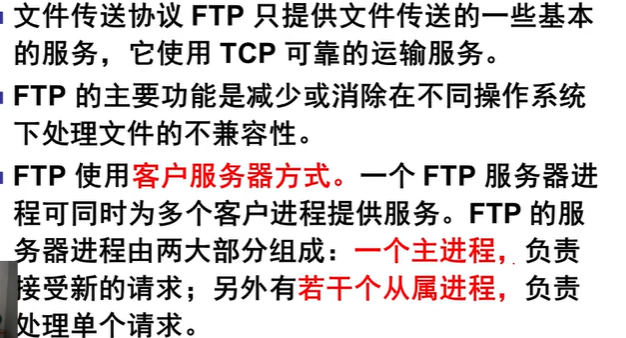 文件传送协议 FTP 只提供文件传送的一些基本
的服务，它使用 TCP 可靠的运输服务。
FTP 的主要功能是减少或消除在不同操作系统
下处理文件的不兼容性。
FTP 使用客户服务器方式。一个 FTP 服务器进
程可同时为多个客户进程提供服务。FTP 的服
务器进程由两大部分组成：一个主进程，负责
接受新的请求；另外有若干个从属进程，负责
处理单个请求。